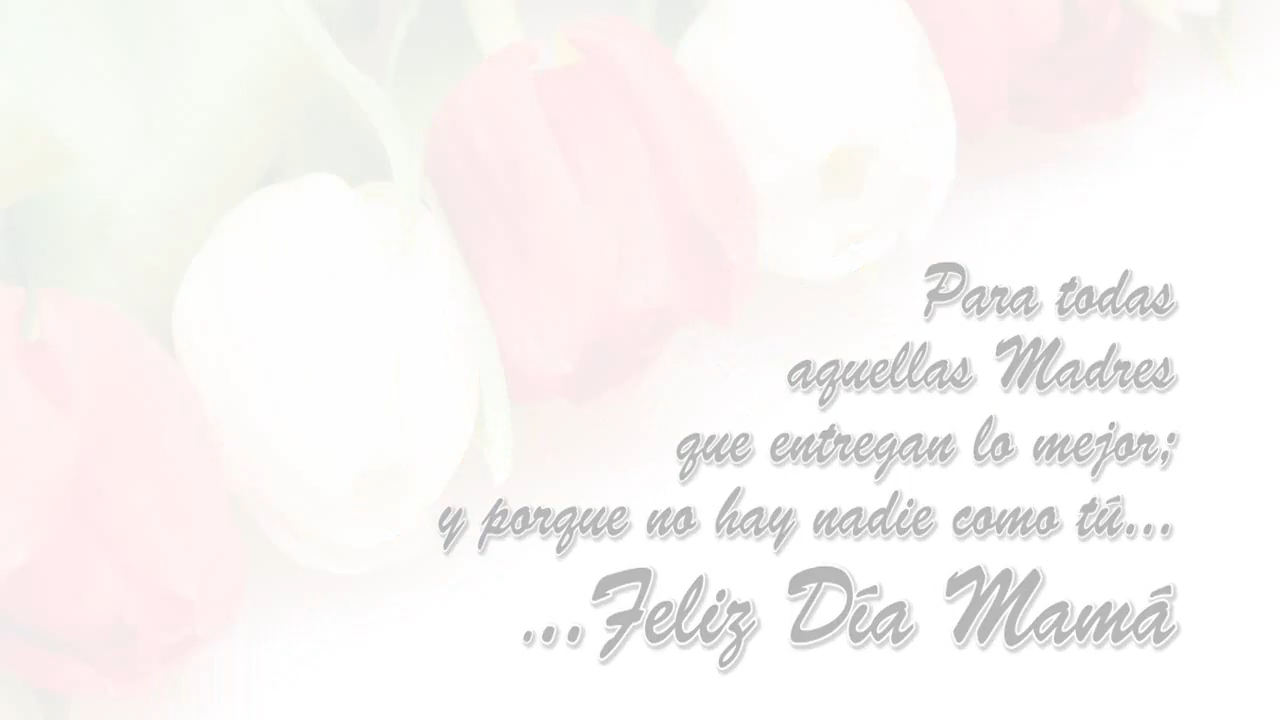 Para todas
aquellas Madres
que entregan lo mejor;
y porque no hay nadie como tú...
...Feliz Día Mamá